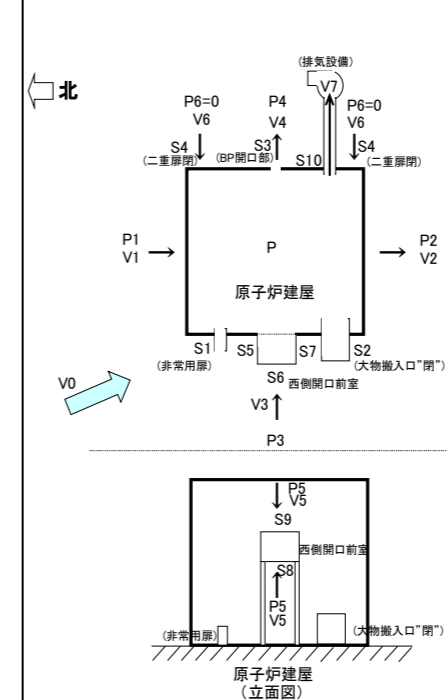 北
(排気設備)
V7
P6=0
V6
P4
V4
P6=0
V6
S4
(二重扉閉)
S3
(BP開口部)
S10
S4
(二重扉閉)
P1
V1
P
P2
V2
原子炉建屋
S1
(非常用扉)
S5
S7
S2
(大物搬入口”閉”)
S6 西側開口前室
V0
V3
P3
P5
V5
S9
西側開口前室
S8
P5
V5
(非常用扉)
(大物搬入口”閉”)
原子炉建屋
(立面図)